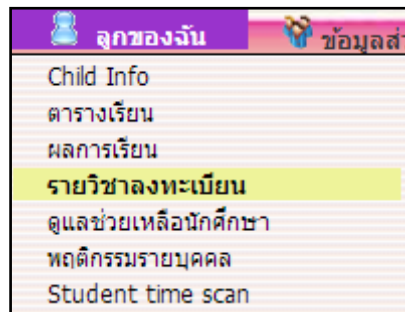 ลูกของฉัน ข้อมูลส่
Child Info
ตารางเรียน
ผลการเรียน
รายวิชาลงทะเบียน
ดูแลช่วยเหลือนักศึกษา
พฤติกรรมรายบุคคล
Student time scan